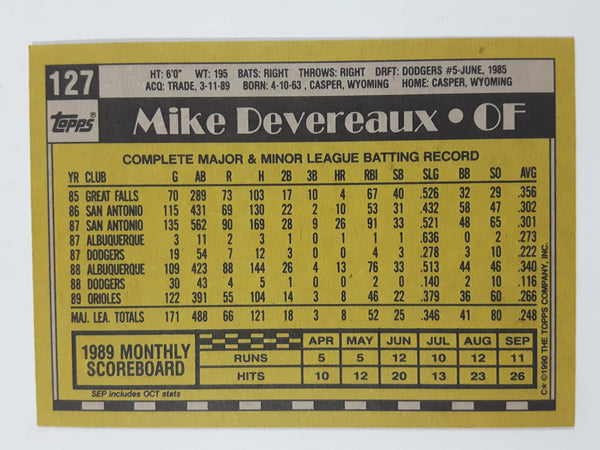 127
HT: 6'0" WT: 195 BATS: RIGHT THROWS: RIGHT DRFT: DODGERS #5-JUNE, 1985
ACQ: TRADE, 3-11-89 BORN: 4-10-63, CASPER, WYOMING HOME: CASPER, WYOMING
Topps®
Mike Devereaux • OF
COMPLETE MAJOR & MINOR LEAGUE BATTING RECORD
YR CLUB G AB R H 2B 3B HR RBI SB SLG BB SO AVG
85 GREAT FALLS 70 289 73 103 17 10 4 67 40 .526 32 29 .356
86 SAN ANTONIO 115 431 69 130 22 2 10 53 31 .432 58 47 .302
87 SAN ANTONIO 135 562 90 169 28 9 26 91 33 .501 48 65 .301
87 ALBUQUERQUE 3 11 2 3 1 0 1 1 1 .636 0 2 .273
87 DODGERS 19 54 7 12 3 0 0 4 3 .278 3 10 .222
88 ALBUQUERQUE 109 423 88 144 26 4 13 76 33 .513 44 46 .340
88 DODGERS 30 43 4 5 1 0 0 2 0 .140 2 10 .116
89 ORIOLES 122 391 55 104 14 3 8 46 22 .379 36 60 .266
MAJ. LEA. TOTALS 171 488 66 121 18 3 8 52 25 .346 41 80 .248
1989 MONTHLY SCOREBOARD
APR MAY JUN JUL AUG SEP
RUNS 5 5 12 10 12 11
HITS 10 12 20 13 23 26
SEP includes OCT stats
C* ©1990 THE TOPPS COMPANY, INC.